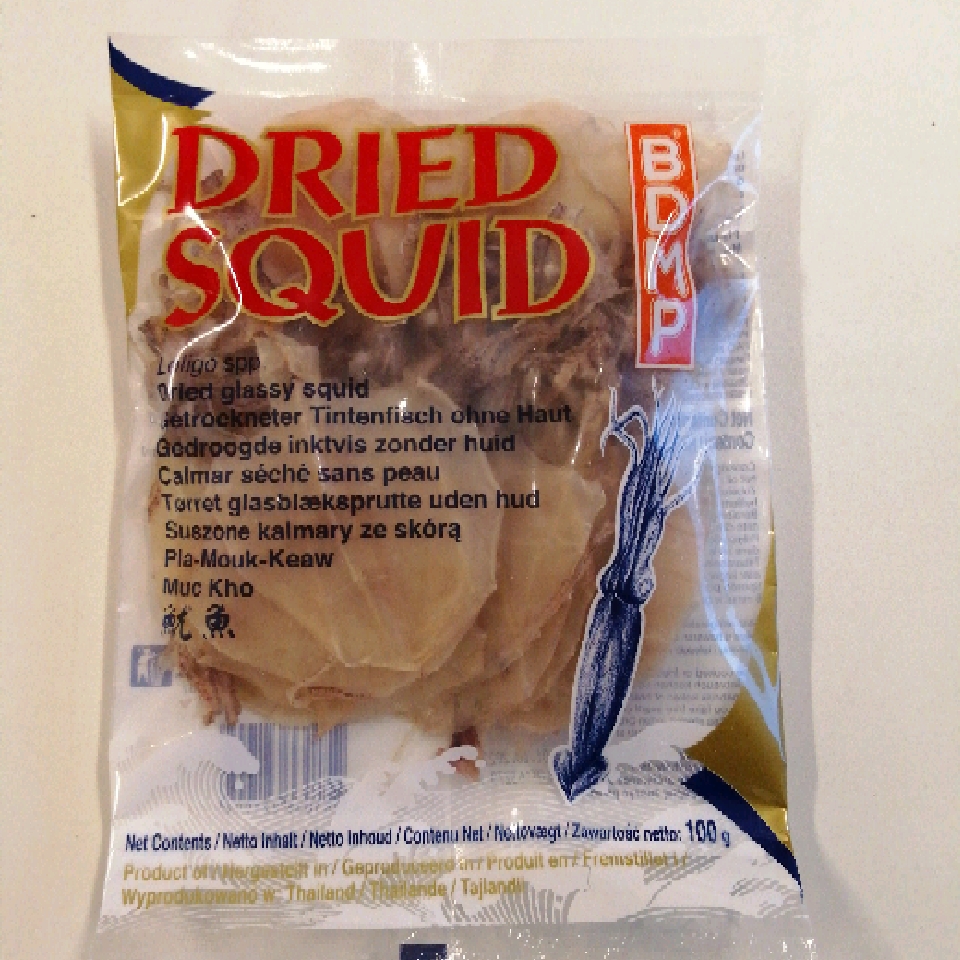 DRIED
SQUID
BDMP
Loligo spp
Dried glassy squid
Getrockneter Tintenfisch ohne Haut
Gedroogde inktvis zonder huid
Calmar séché sans peau
Tørret glasblæksprutte uden hud
Suszone kalmary ze skórą
Pla-Mouk-Keaw
Muc Kho
魷魚
Net Contents / Netto Inhalt / Netto Inhoud / Contenu Net / Nettovægt / Zawartość netto: 100 g
Product of / Hergestellt in / Geproduceerd in / Produit en / Fremstillet i /
Wyprodukowano w: Thailand / Thaïlande / Tajlandii